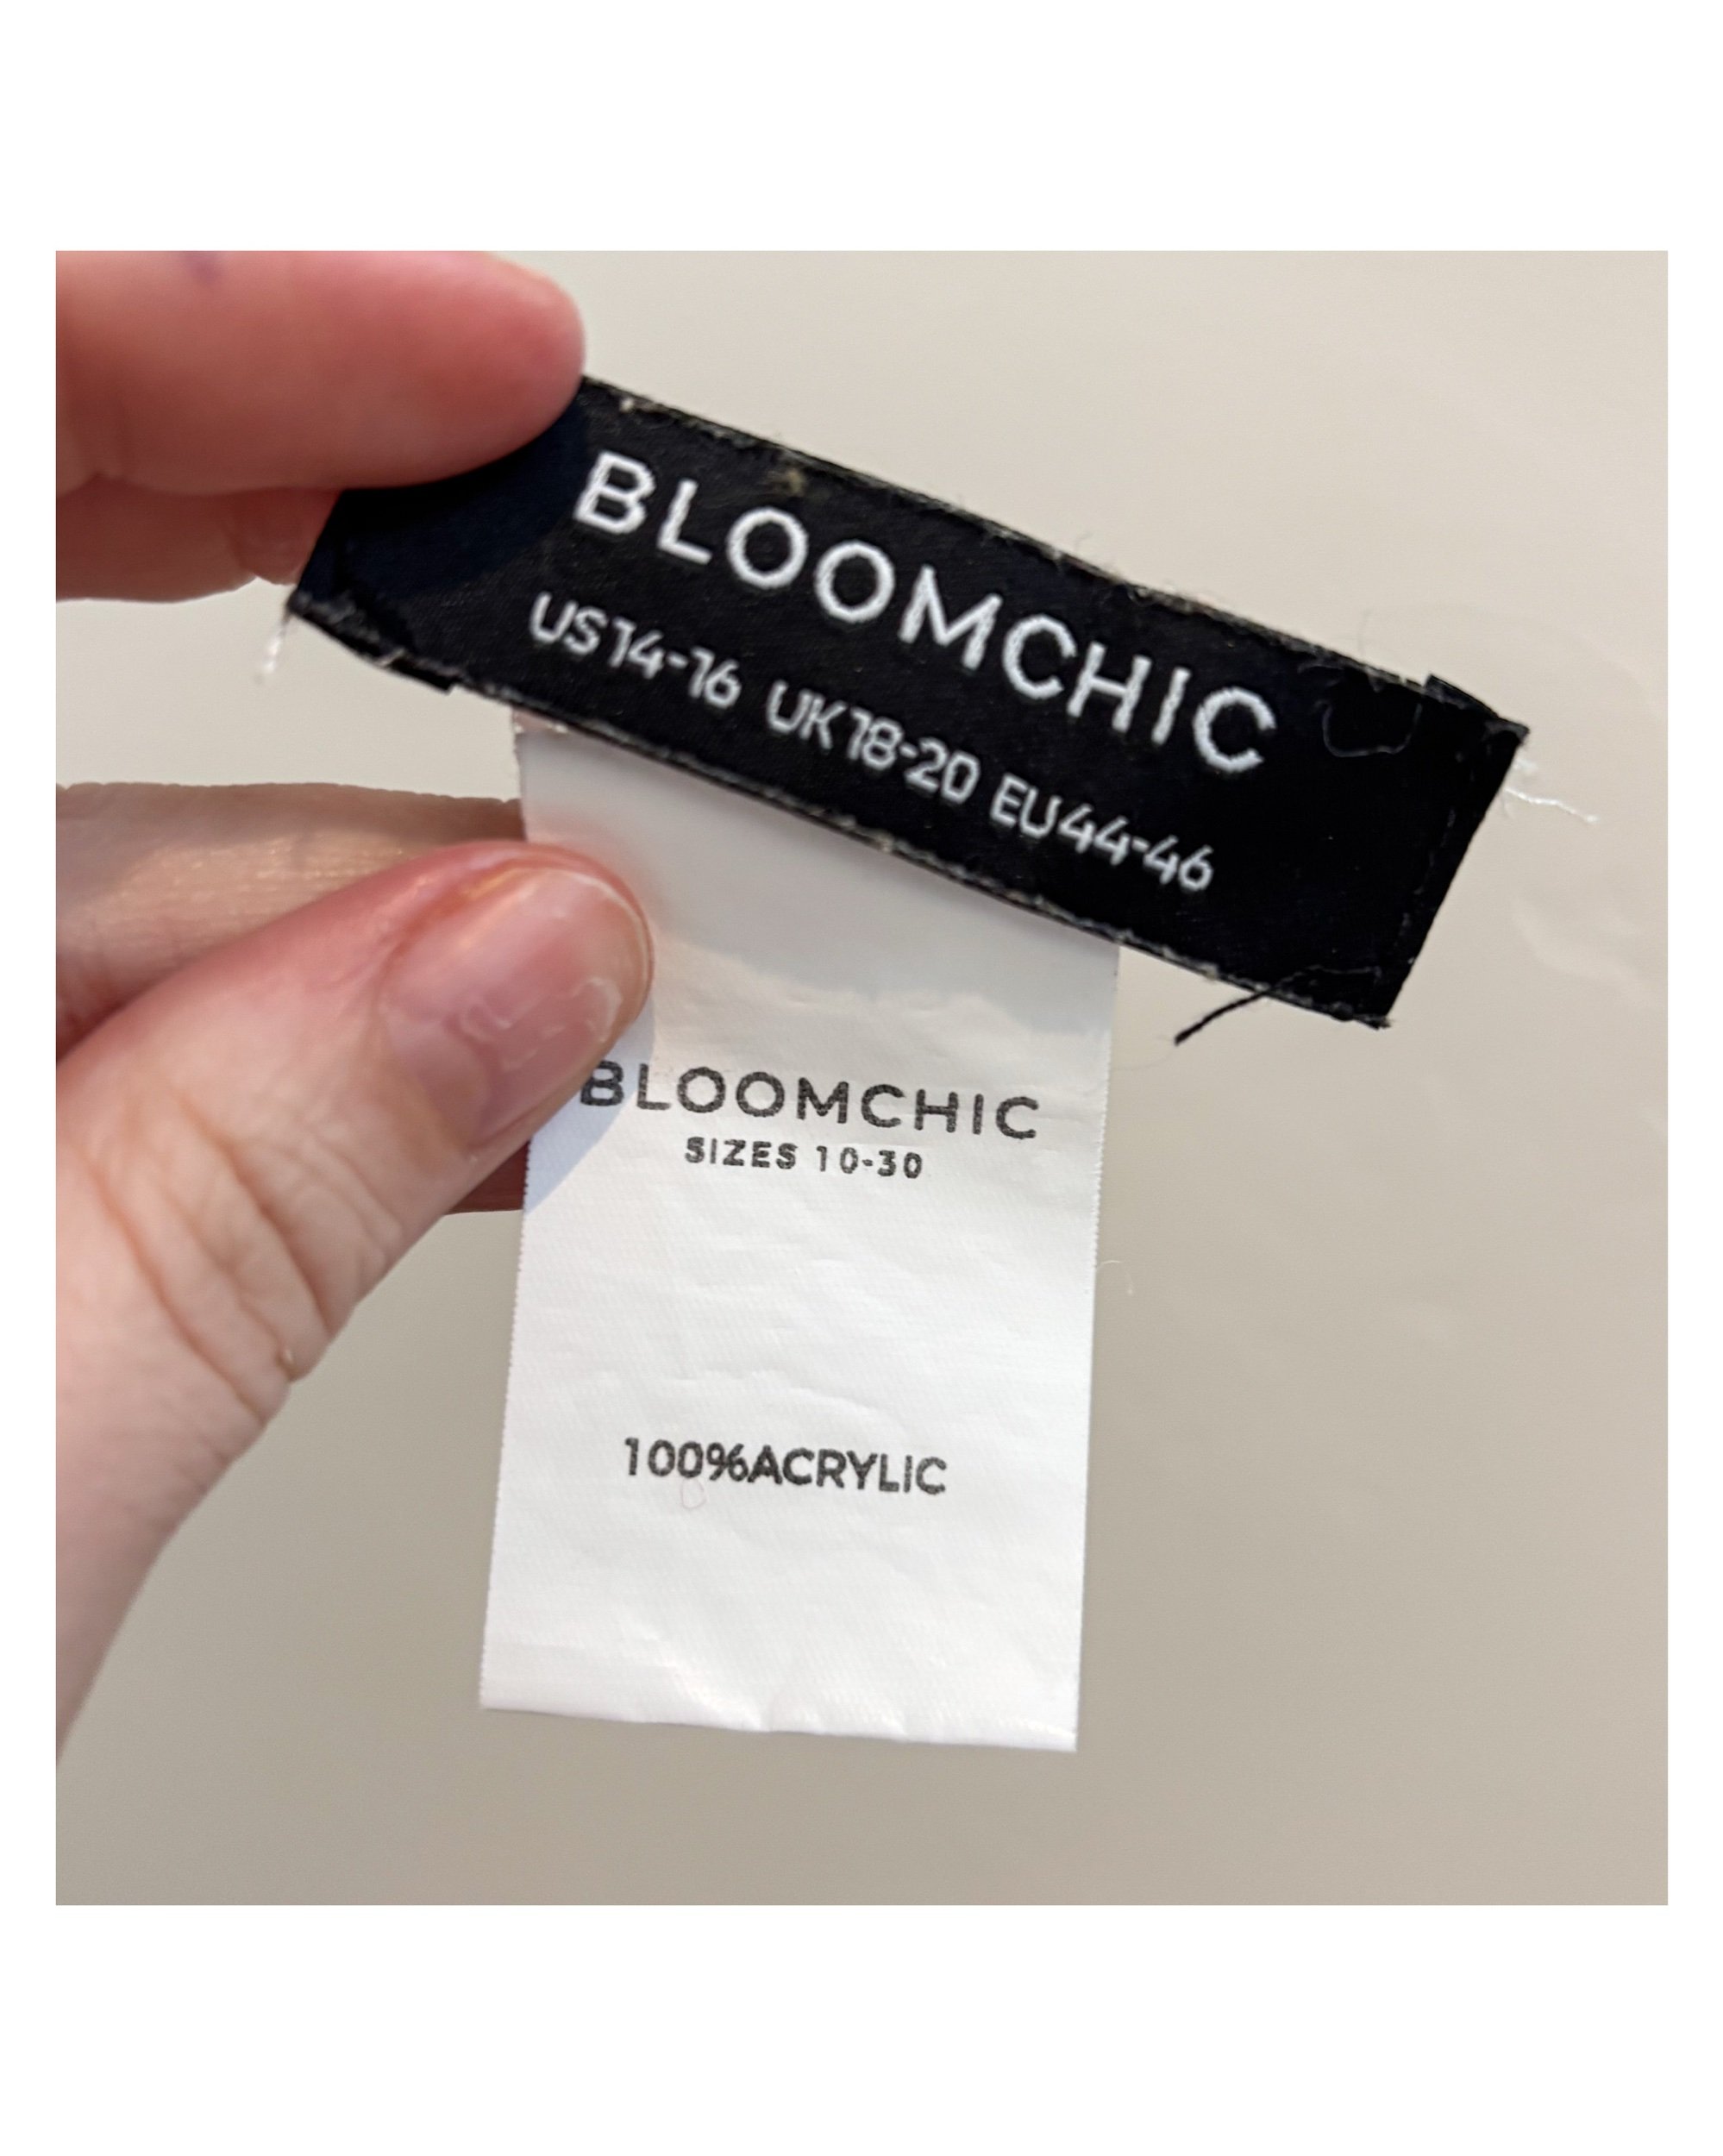 BLOOMCHIC
US14-16 UK18-20 EU44-46
BLOOMCHIC
SIZES 10-30
100%ACRYLIC